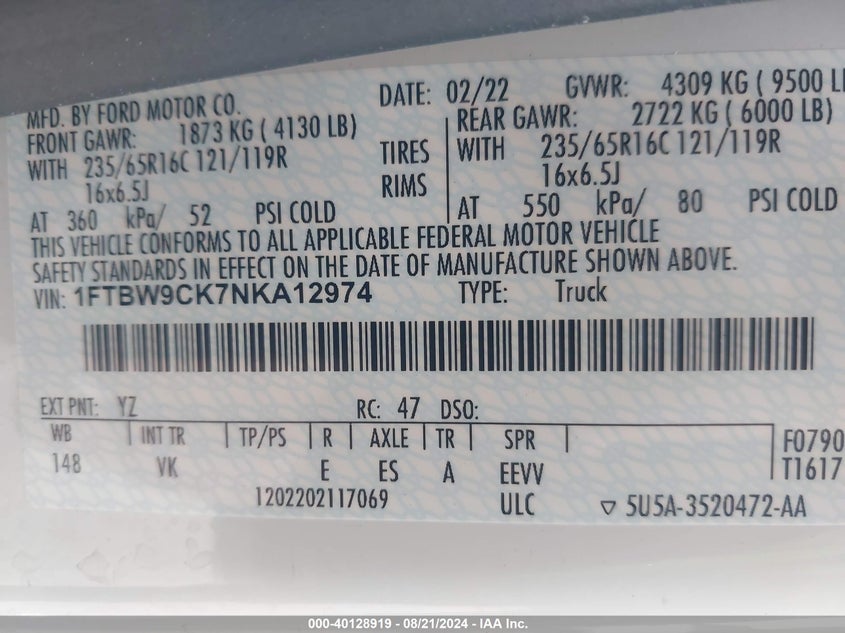 MFD. BY FORD MOTOR CO.
DATE: 02/22
GVWR: 4309 KG ( 9500 L
FRONT GAWR: 1873 KG ( 4130 LB)
REAR GAWR: 2722 KG ( 6000 LB)
WITH 235/65R16C 121/119R
TIRES
WITH 235/65R16C 121/119R
16x6.5J
RIMS
16x6.5J
AT 360 kPa/ 52 PSI COLD
AT 550 kPa/ 80 PSI COLD
THIS VEHICLE CONFORMS TO ALL APPLICABLE FEDERAL MOTOR VEHICLE
SAFETY STANDARDS IN EFFECT ON THE DATE OF MANUFACTURE SHOWN ABOVE.
VIN: 1FTBW9CK7NKA12974
TYPE: Truck
EXT PNT: YZ
RC: 47 DSO:
WB INT TR TP/PS R AXLE TR SPR
F0790
148 VK E ES A EEVV
T1617
1202202117069
ULC
5U5A-3520472-AA
000-40128919 - 08/21/2024 - IAA Inc.